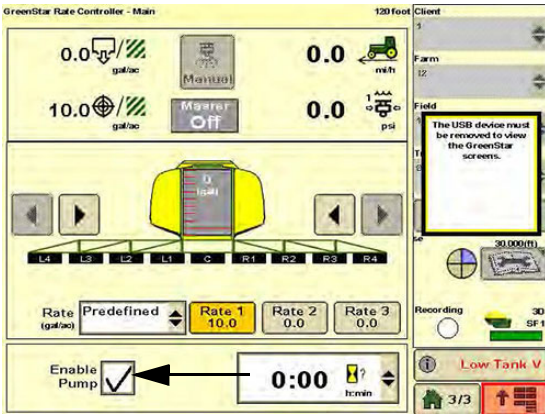 GreenStar Rate Controller - Main 120 foot
Client
0.0 gal/ac
Manual
0.0 mi/h
Farm
12
10.0 gal/ac
Master Off
0.0 1 psi
Field
The USB device must
be removed to view
the GreenStar
screens.
0
(gal)
30.000(ft)
L4 L3 L2 L1 C R1 R2 R3 R4
Rate (gal/ac)
Predefined
Rate 1 10.0
Rate 2 0.0
Rate 3 0.0
Recording
30
SF1
Enable
Pump
0:00 ?
h:min
Low Tank V
3/3